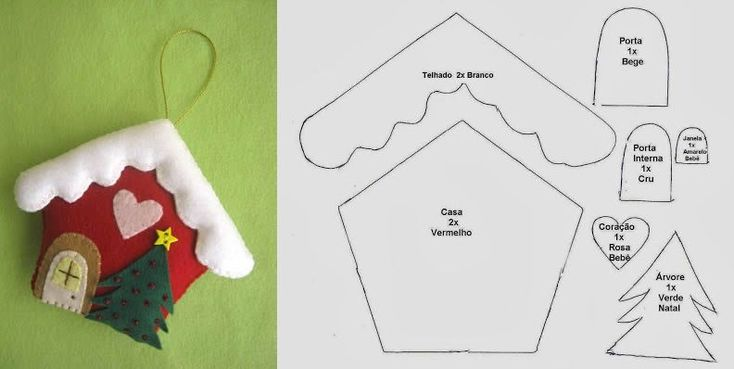 Telhado 2x Branco
Porta
1x
Bege
Porta
Interna
1x
Cru
Janela
1x
Amarelo
Bebê
Casa
2x
Vermelho
Coração
1x
Rosa
Bebê
Árvore
1x
Verde
Natal